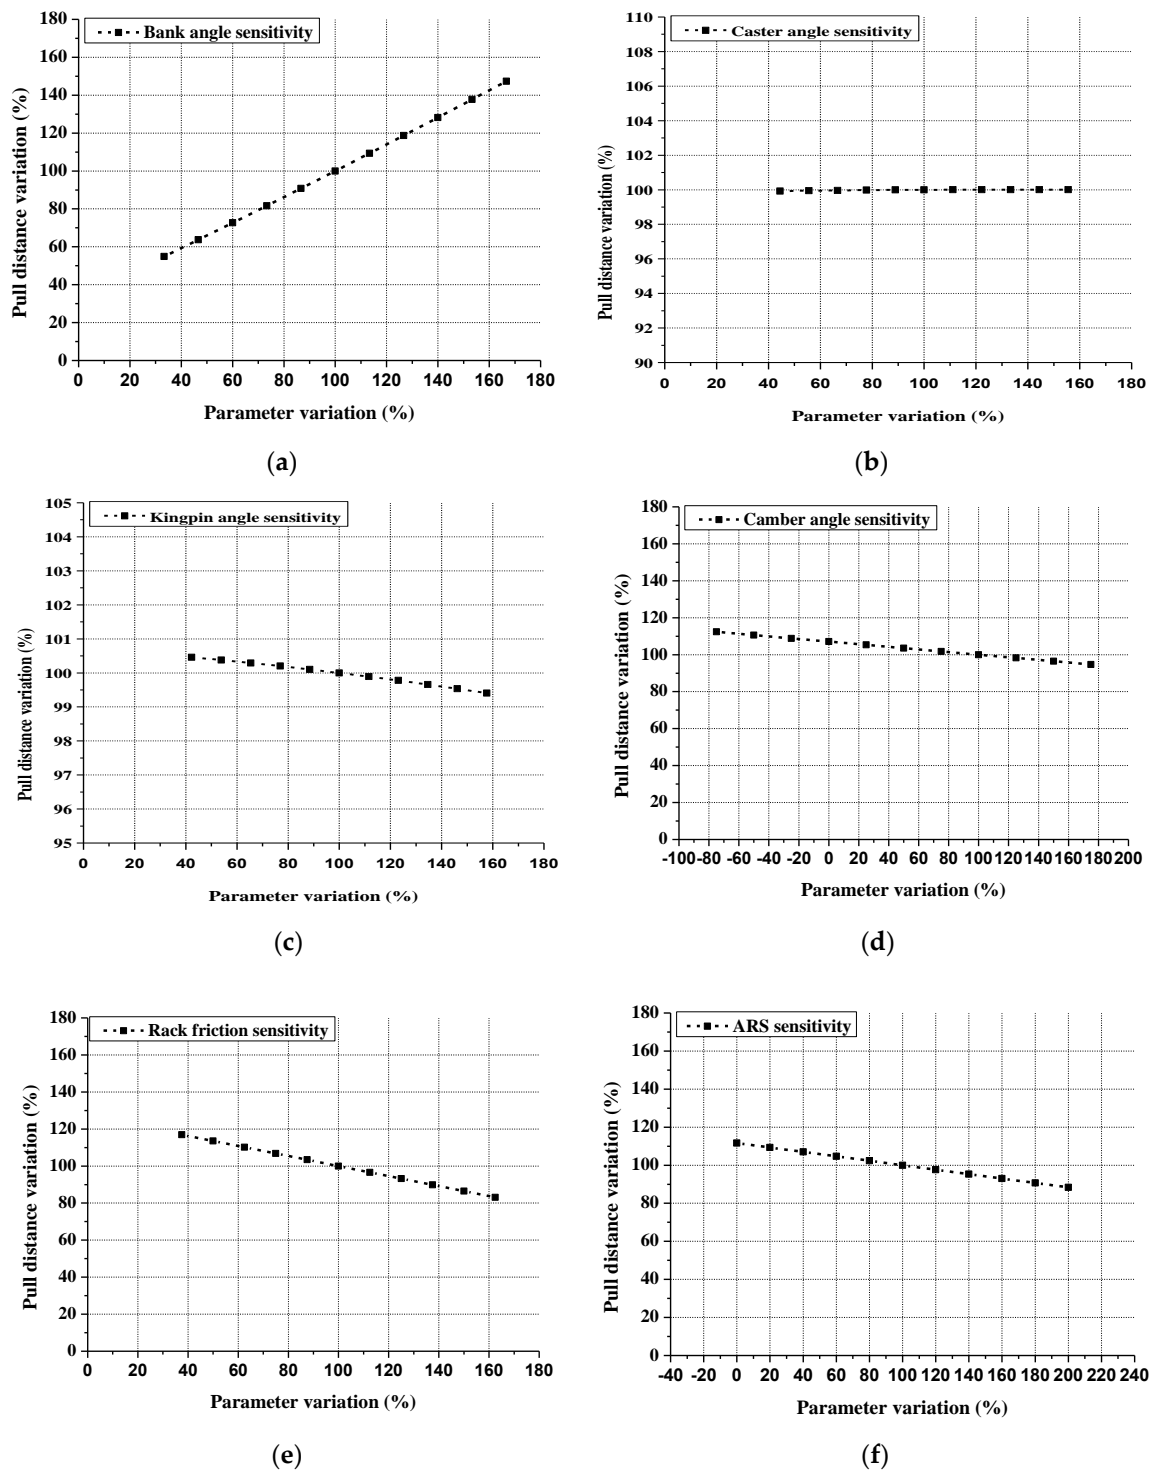 Bank angle sensitivity
Pull distance variation (%)
180
160
140
120
100
80
60
40
20
0
0 20 40 60 80 100 120 140 160 180
Parameter variation (%)
(a)
Caster angle sensitivity
Pull distance variation (%)
110
108
106
104
102
100
98
96
94
92
90
0 20 40 60 80 100 120 140 160 180
Parameter variation (%)
(b)
Kingpin angle sensitivity
Pull distance variation (%)
105
104
103
102
101
100
99
98
97
96
95
0 20 40 60 80 100 120 140 160 180
Parameter variation (%)
(c)
Camber angle sensitivity
Pull distance variation (%)
180
160
140
120
100
80
60
40
20
0
-100 -80 -60 -40 -20 0 20 40 60 80 100 120 140 160 180 200
Parameter variation (%)
(d)
Rack friction sensitivity
Pull distance variation (%)
180
160
140
120
100
80
60
40
20
0
0 20 40 60 80 100 120 140 160 180
Parameter variation (%)
(e)
ARS sensitivity
Pull distance variation (%)
180
160
140
120
100
80
60
40
20
0
-40 -20 0 20 40 60 80 100 120 140 160 180 200 220 240
Parameter variation (%)
(f)